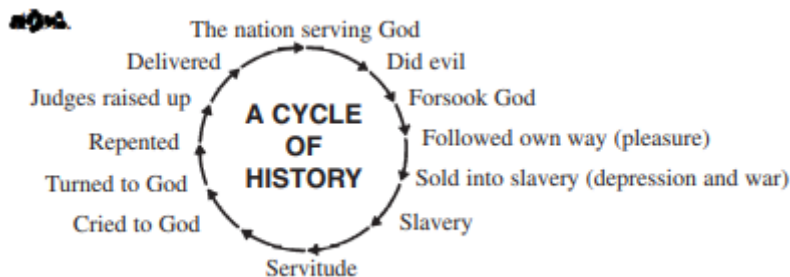 The nation serving God
Delivered
Did evil
Judges raised up
Forsook God
A CYCLE
OF
HISTORY
Repented
Followed own way (pleasure)
Turned to God
Sold into slavery (depression and war)
Cried to God
Slavery
Servitude